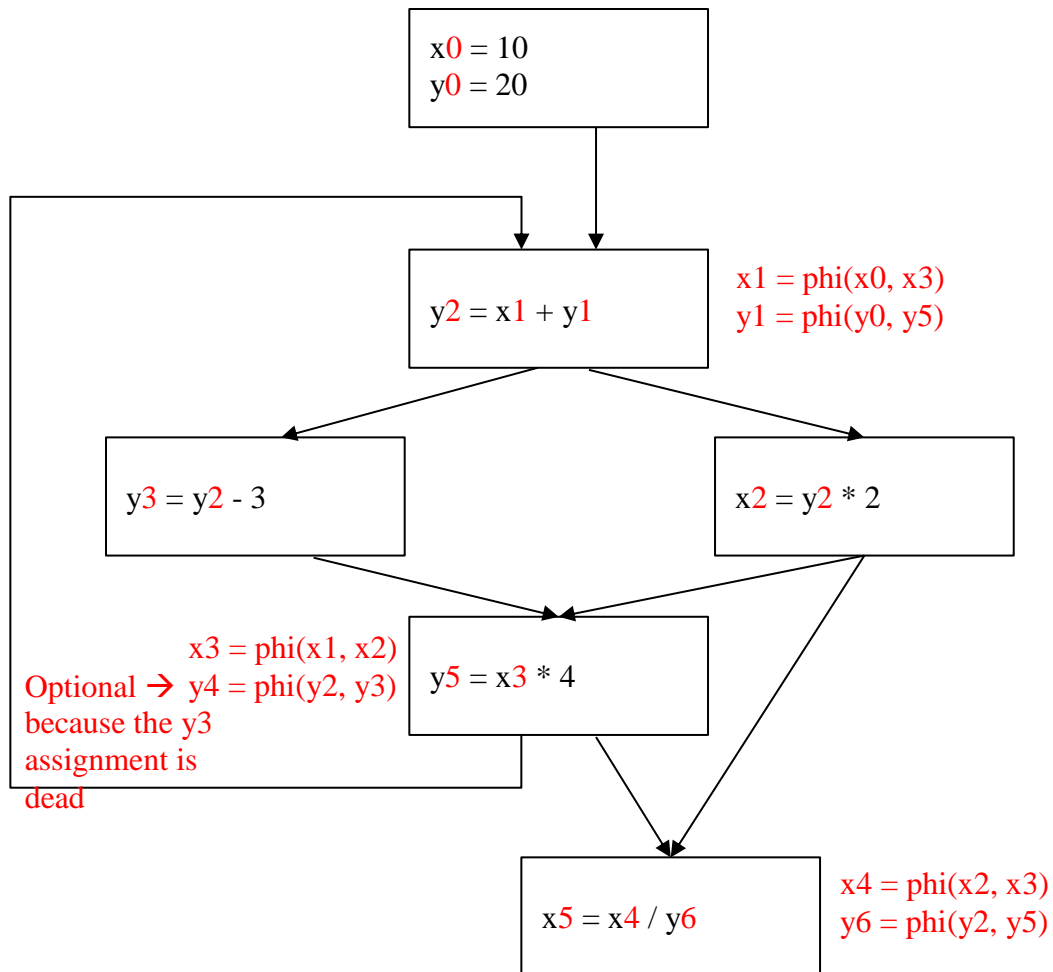 x0 = 10
y0 = 20
y2 = x1 + y1
x1 = phi(x0, x3)
y1 = phi(y0, y5)
y3 = y2 - 3
x2 = y2 * 2
x3 = phi(x1, x2)
Optional → y4 = phi(y2, y3)
because the y3
assignment is
dead
y5 = x3 * 4
x5 = x4 / y6
x4 = phi(x2, x3)
y6 = phi(y2, y5)